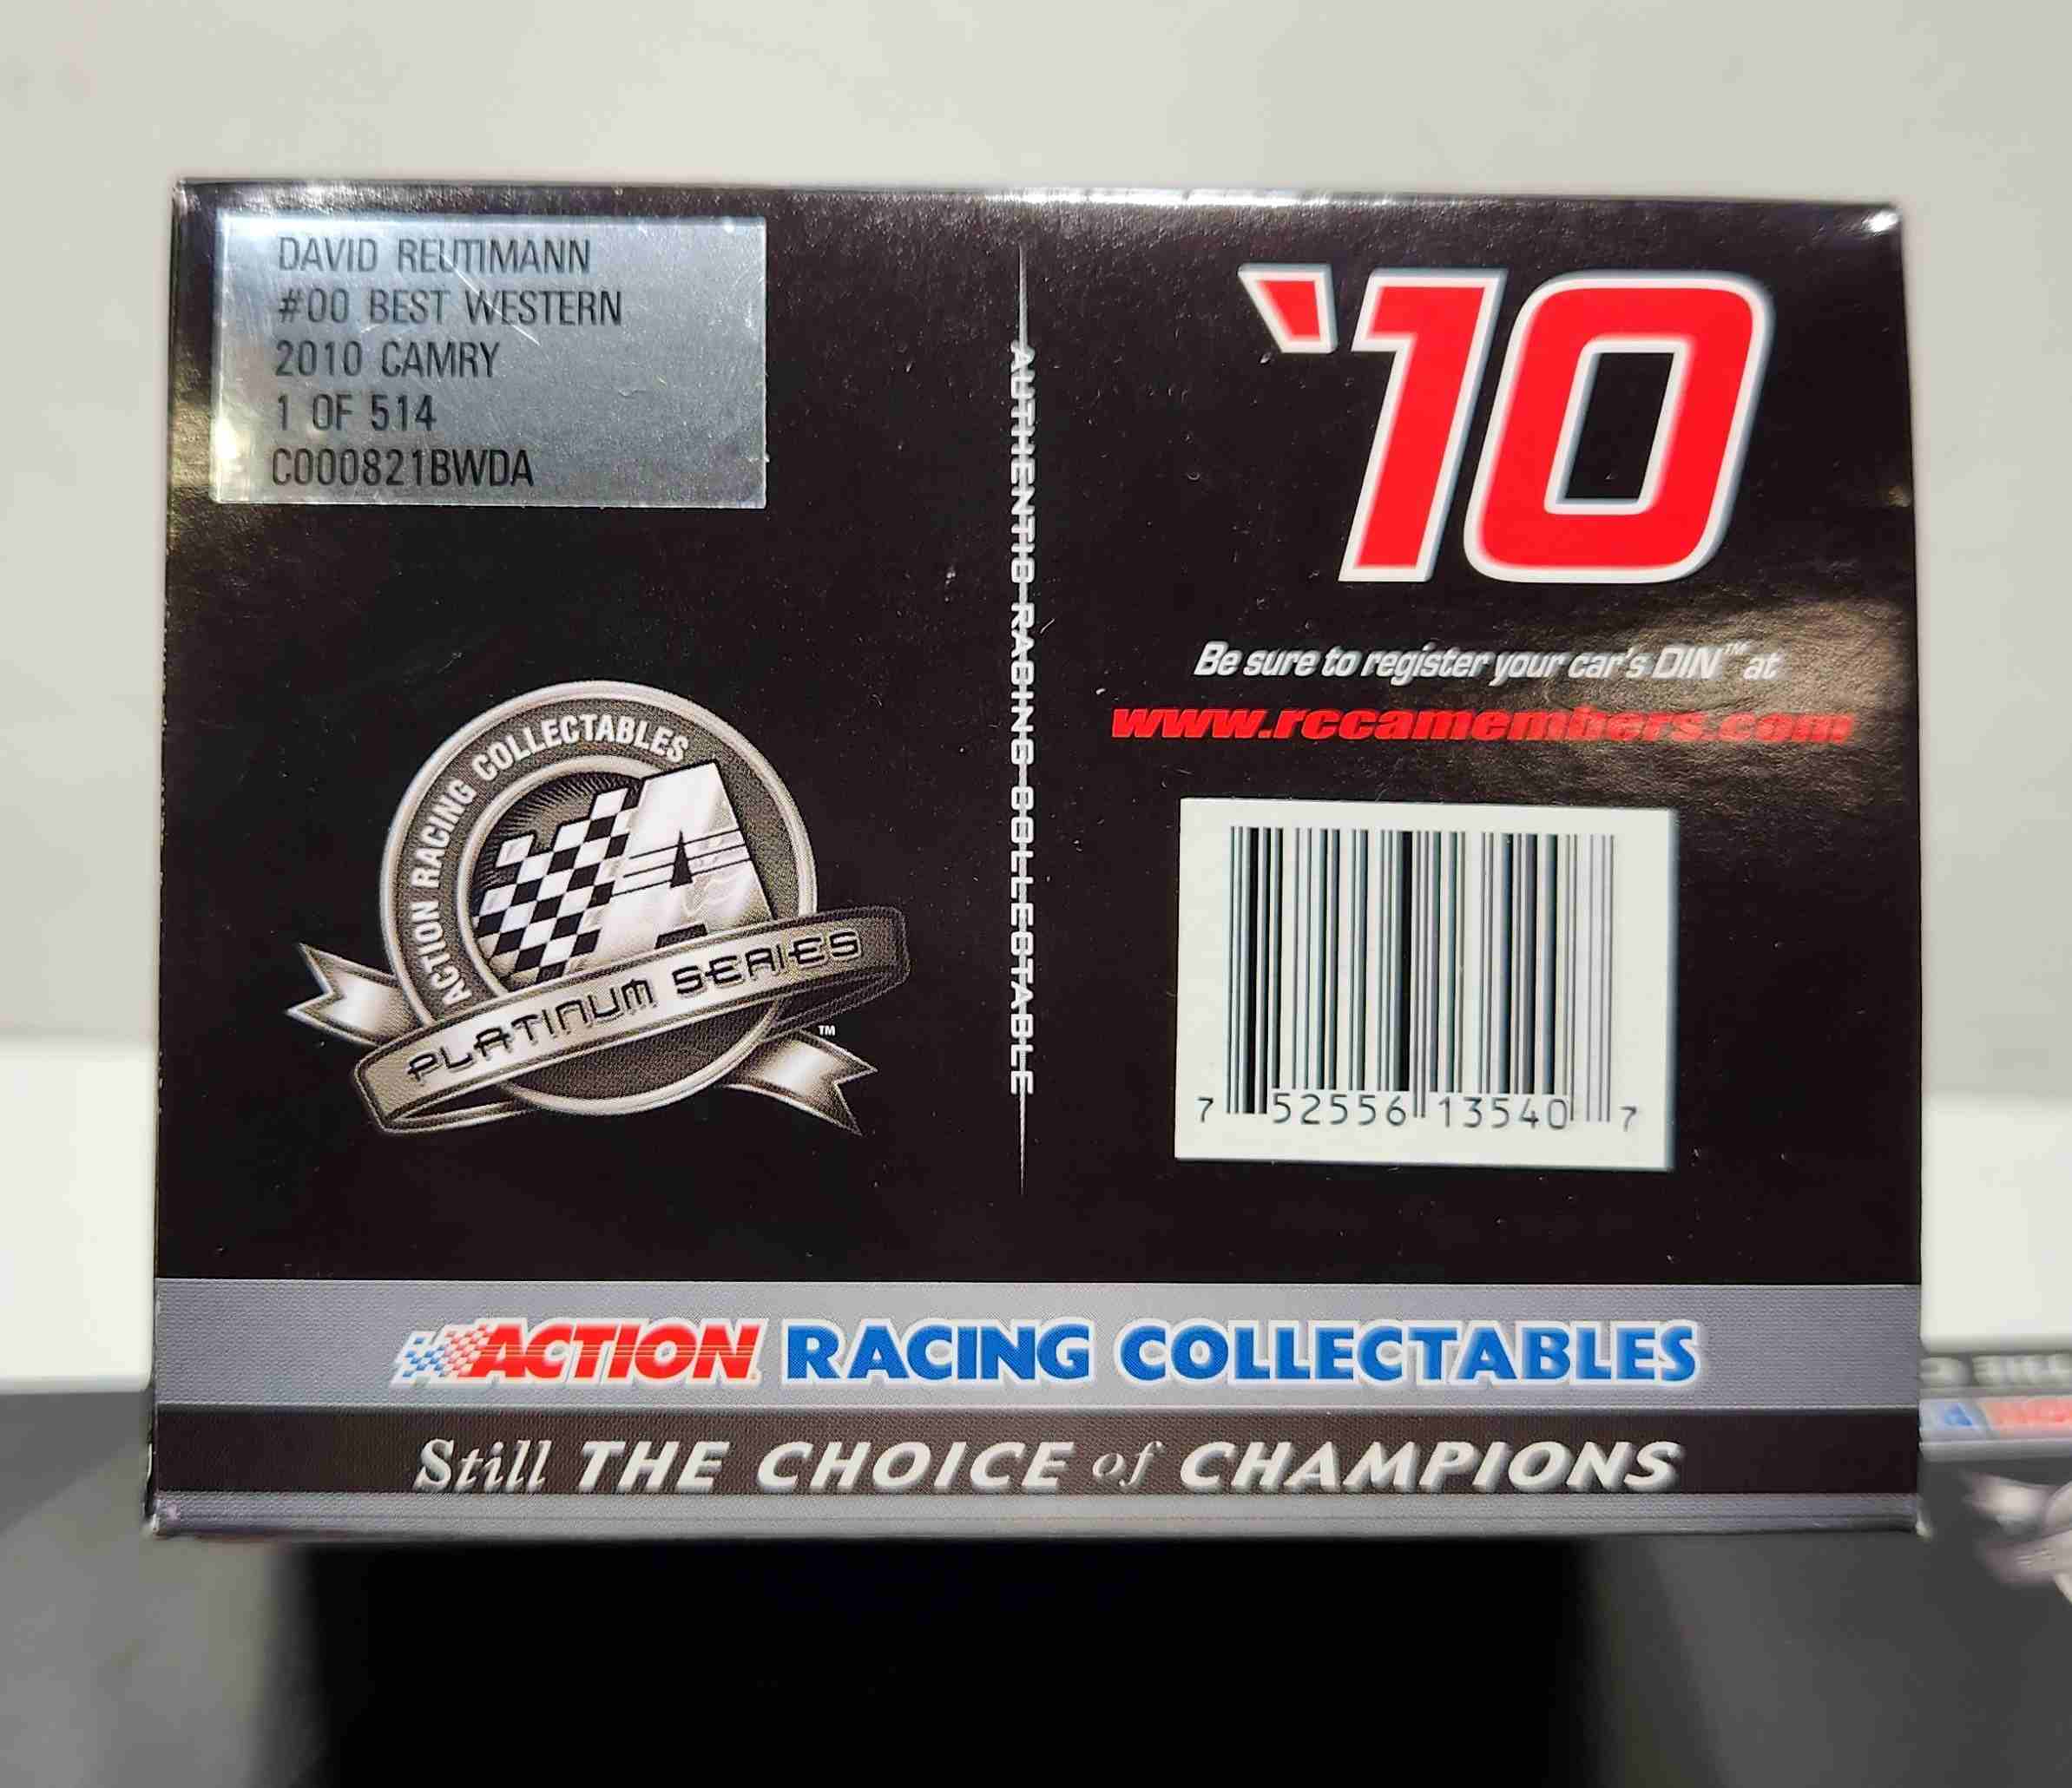 DAVID REUTIMANN
#00 BEST WESTERN
2010 CAMRY
1 OF 514
C000821BWDA
ACTION RACING COLLECTABLES
A
PLATINUM SERIES
TM
AUTHENTIC RACING COLLECTABLE
'10
Be sure to register your car's DIN™ at
www.rccamembers.com
7 52556 13540 7
ACTION RACING COLLECTABLES
Still THE CHOICE of CHAMPIONS